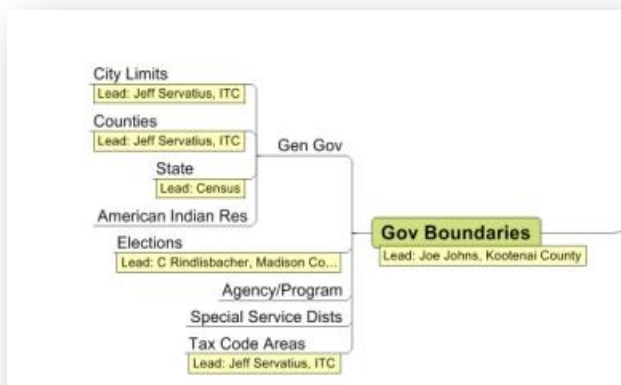 City Limits
Lead: Jeff Servatius, ITC
Counties
Lead: Jeff Servatius, ITC
Gen Gov
State
Lead: Census
American Indian Res
Gov Boundaries
Lead: Joe Johns, Kootenai County
Elections
Lead: C Rindlisbacher, Madison Co...
Agency/Program
Special Service Dists
Tax Code Areas
Lead: Jeff Servatius, ITC